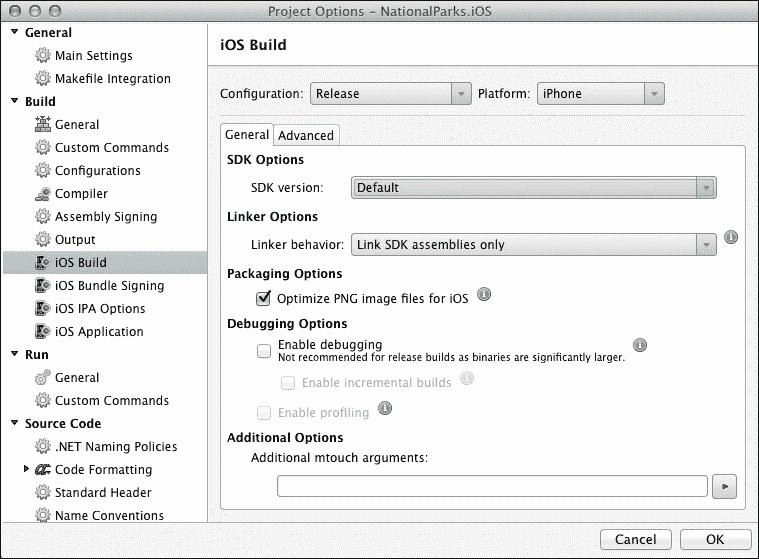 Project Options – NationalParks.iOS
General
Main Settings
Makefile Integration
Build
General
Custom Commands
Configurations
Compiler
Assembly Signing
Output
iOS Build
iOS Bundle Signing
iOS IPA Options
iOS Application
Run
General
Custom Commands
Source Code
.NET Naming Policies
Code Formatting
Standard Header
Name Conventions
iOS Build
Configuration: Release Platform: iPhone
General Advanced
SDK Options
SDK version: Default
Linker Options
Linker behavior: Link SDK assemblies only
Packaging Options
Optimize PNG image files for iOS
Debugging Options
Enable debugging
Not recommended for release builds as binaries are significantly larger.
Enable incremental builds
Enable profiling
Additional Options
Additional mtouch arguments:
Cancel OK